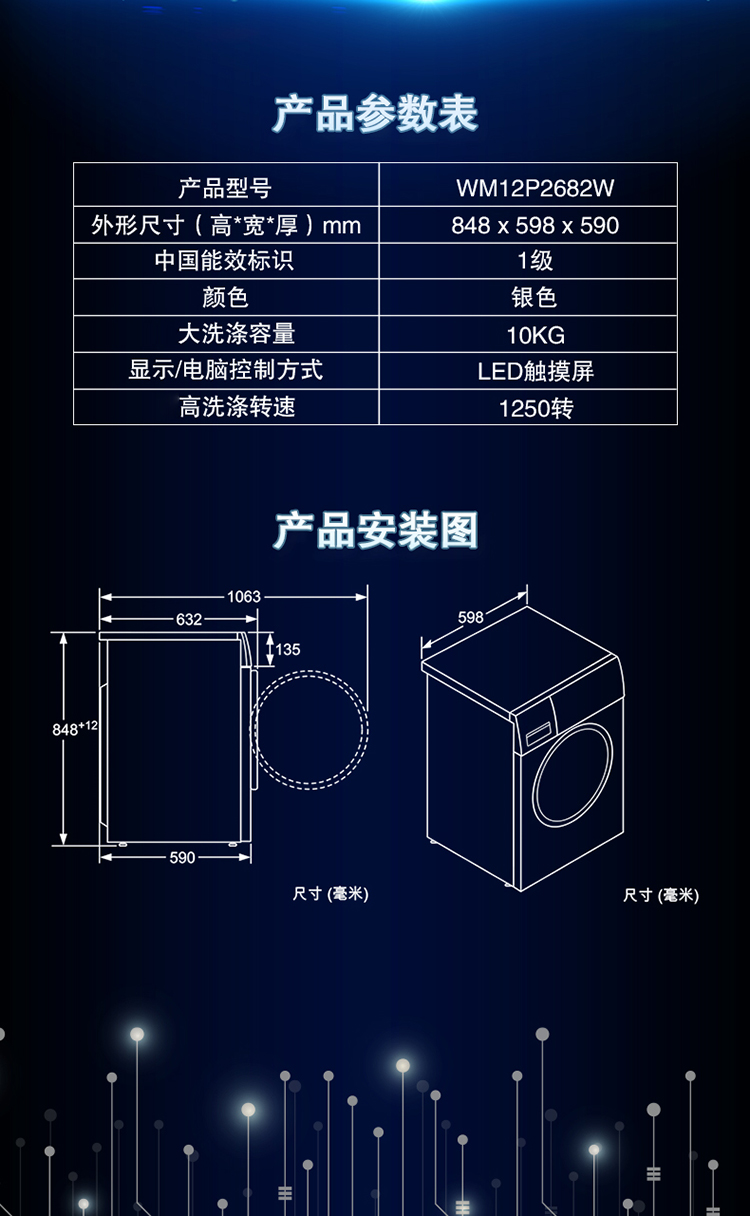 产品参数表
产品型号 WM12P2682W
外形尺寸（高*宽*厚）mm 848 x 598 x 590
中国能效标识 1级
颜色 银色
大洗涤容量 10KG
显示/电脑控制方式 LED触摸屏
高洗涤转速 1250转
产品安装图
1063
632
135
848+12
590
尺寸 (毫米)
598
尺寸 (毫米)